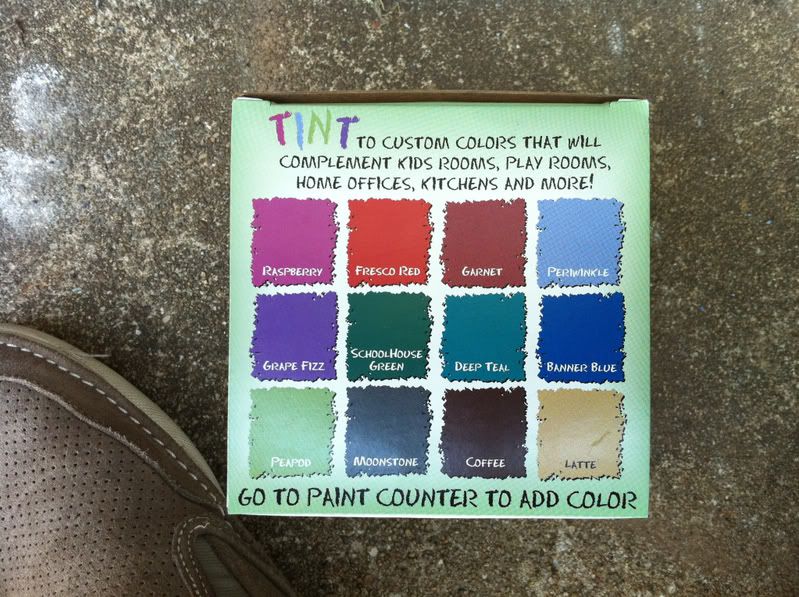 TINT TO CUSTOM COLORS THAT WILL
COMPLEMENT KIDS ROOMS, PLAY ROOMS,
HOME OFFICES, KITCHENS AND MORE!
RASPBERRY
FRESCO RED
GARNET
PERIWINKLE
GRAPE FIZZ
SCHOOLHOUSE
GREEN
DEEP TEAL
BANNER BLUE
PEAPOD
MOONSTONE
COFFEE
LATTE
GO TO PAINT COUNTER TO ADD COLOR